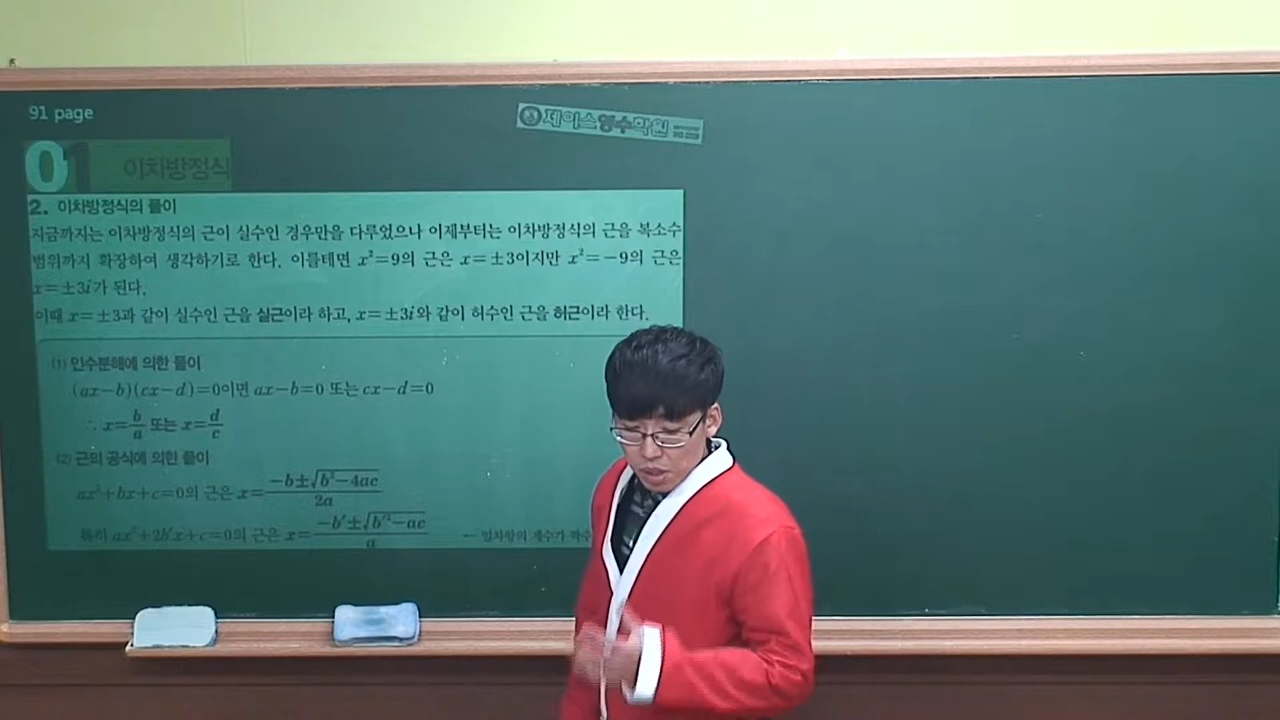 91 page
제이스영수학원
01 이차방정식
2. 이차방정식의 풀이
지금까지는 이차방정식의 근이 실수인 경우만을 다루었으나 이제부터는 이차방정식의 근을 복소수
범위까지 확장하여 생각하기로 한다. 이를테면 x²=9의 근은 x=±3이지만 x²=-9의 근은
x=±3i가 된다.
이때 x=±3과 같이 실수인 근을 실근이라 하고, x=±3i와 같이 허수인 근을 허근이라 한다.
(1) 인수분해에 의한 풀이
(ax-b)(cx-d)=0이면 ax-b=0 또는 cx-d=0
∴ x=b/a 또는 x=d/c
(2) 근의 공식에 의한 풀이
ax²+bx+c=0의 근은 x=(-b±√(b²-4ac))/2a
특히 ax²+2b'x+c=0의 근은 x=(-b'±√(b'²-ac))/a ← 일차항의 계수가 짝수